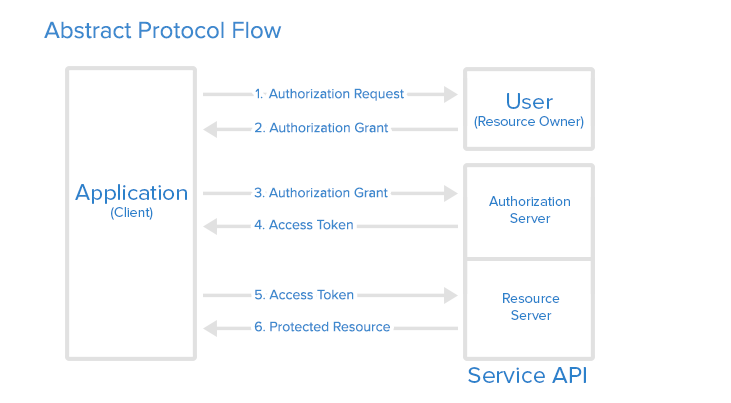 Abstract Protocol Flow
1. Authorization Request
User
(Resource Owner)
2. Authorization Grant
Application
(Client)
3. Authorization Grant
Authorization
Server
4. Access Token
5. Access Token
Resource
Server
6. Protected Resource
Service API